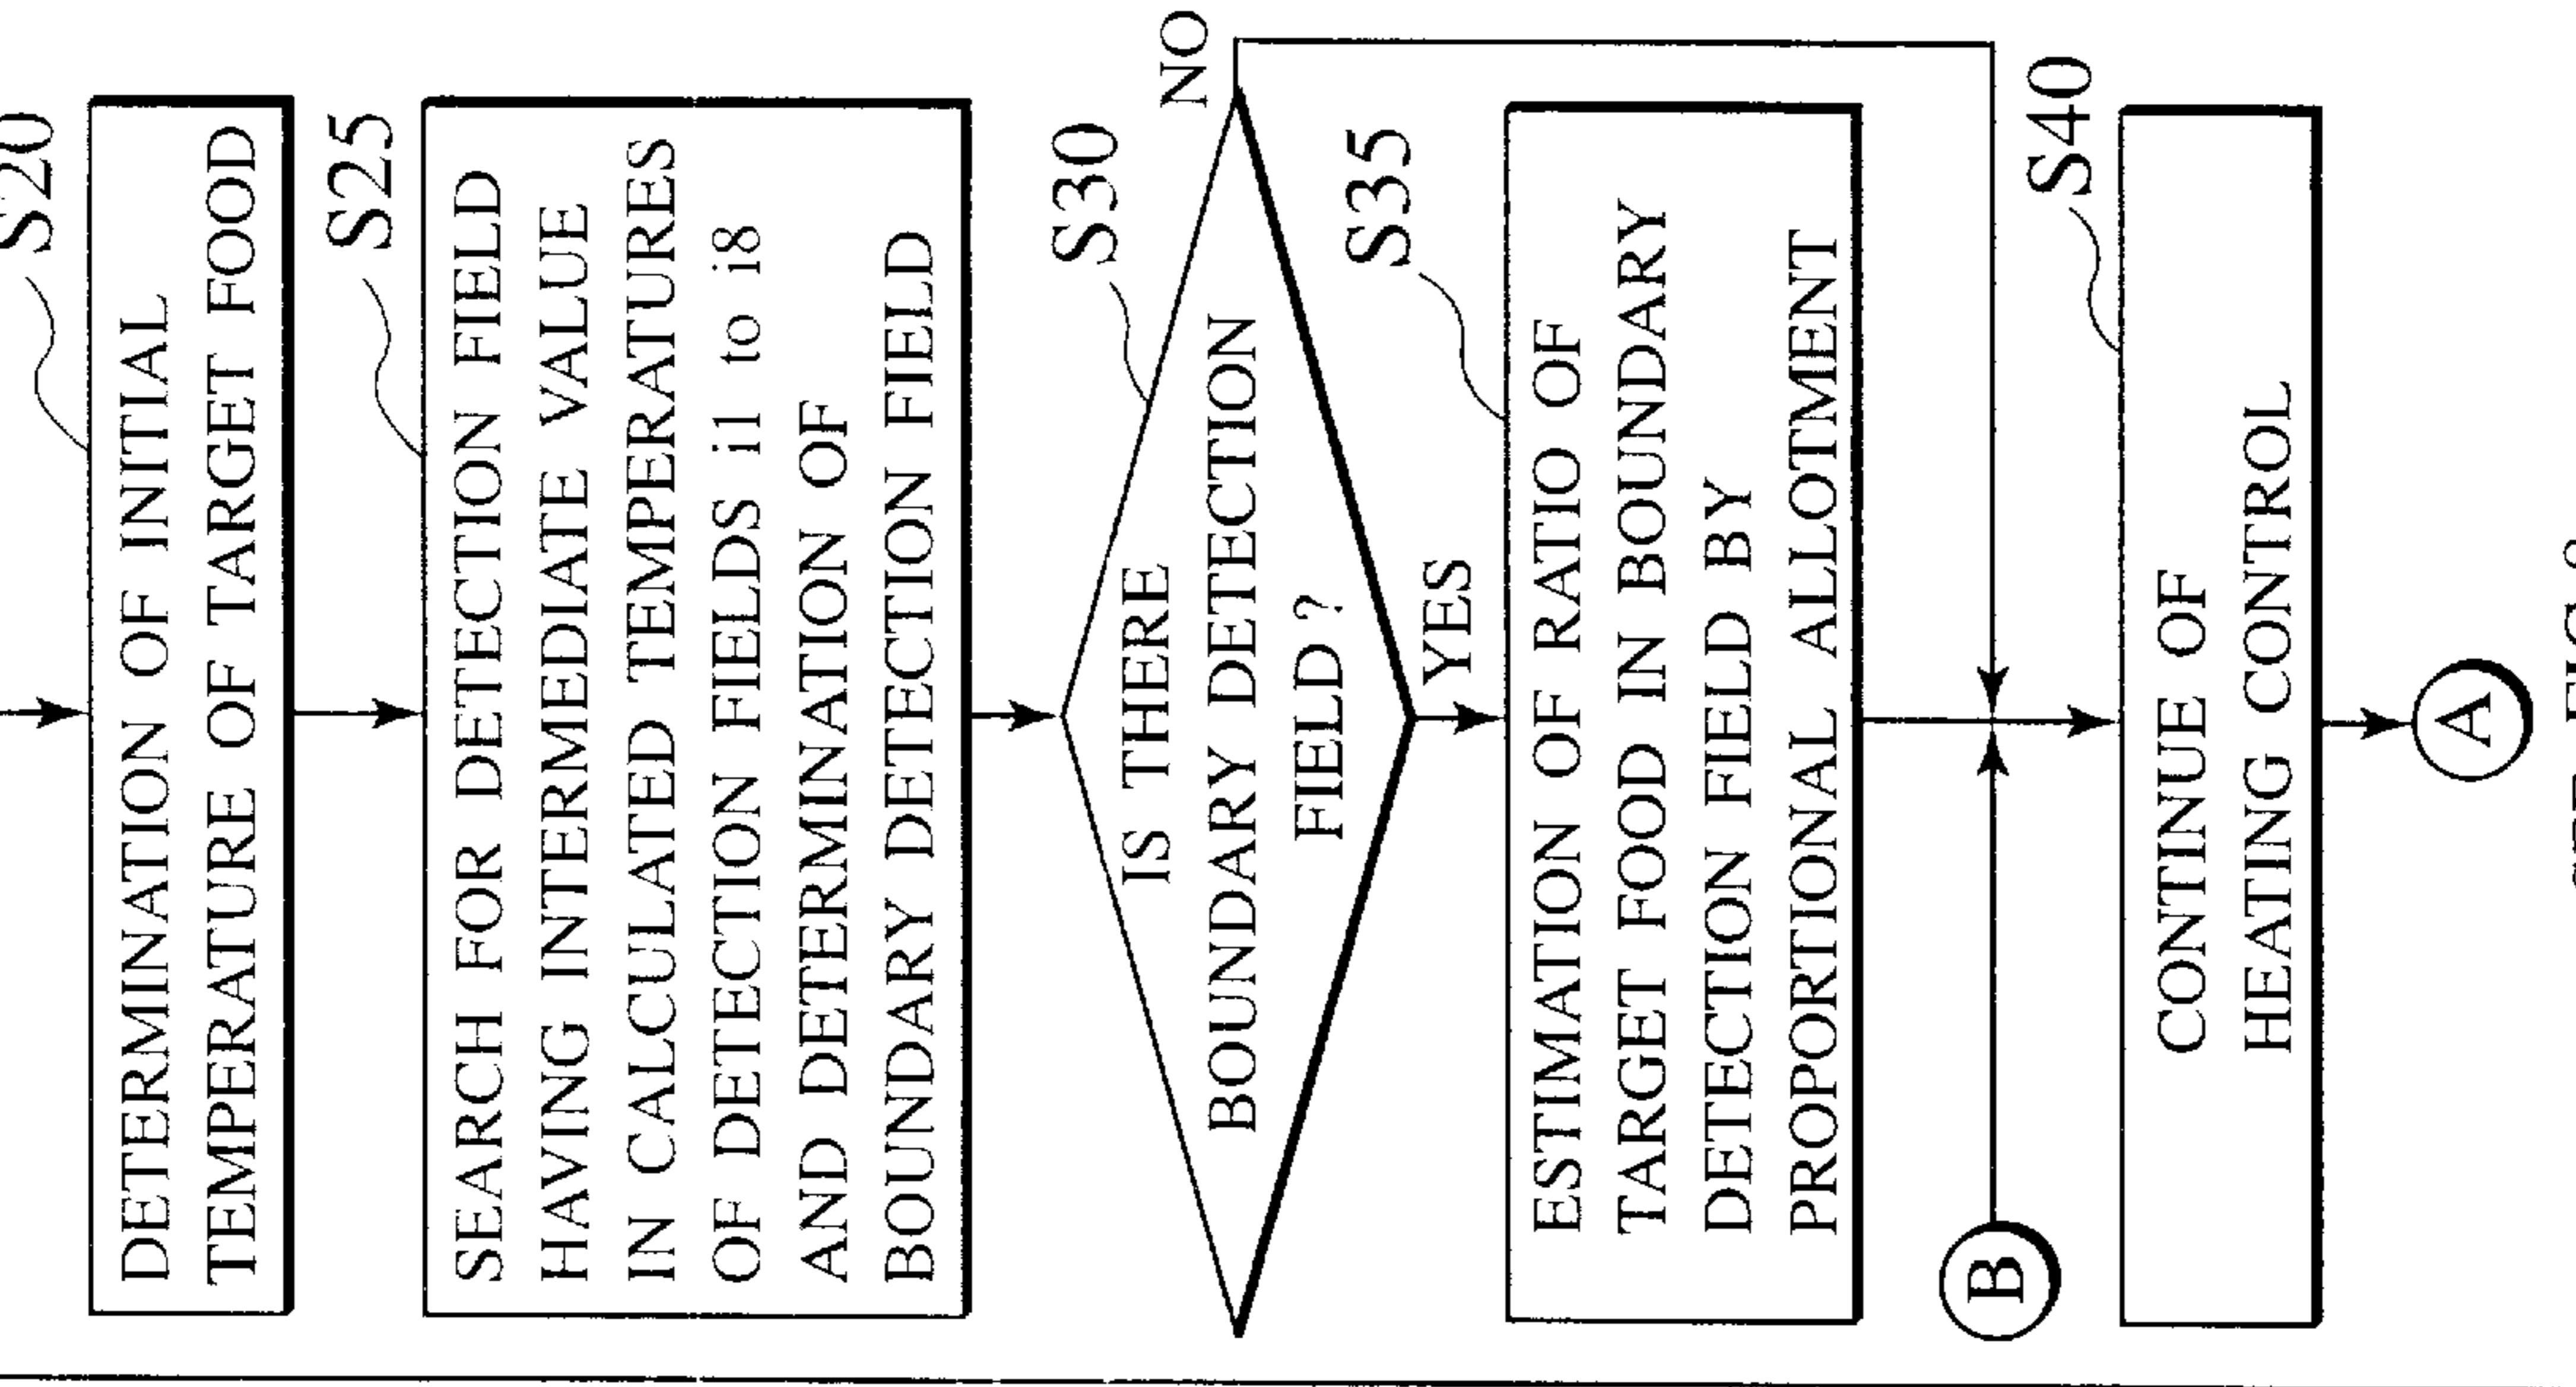 S20
DETERMINATION OF INITIAL
TEMPERATURE OF TARGET FOOD
S25
SEARCH FOR DETECTION FIELD
HAVING INTERMEDIATE VALUE
IN CALCULATED TEMPERATURES
OF DETECTION FIELDS i1 to i8
AND DETERMINATION OF
BOUNDARY DETECTION FIELD
S30
NO
IS THERE
BOUNDARY DETECTION
FIELD ?
YES
S35
ESTIMATION OF RATIO OF
TARGET FOOD IN BOUNDARY
DETECTION FIELD BY
PROPORTIONAL ALLOTMENT
B
S40
CONTINUE OF
HEATING CONTROL
A